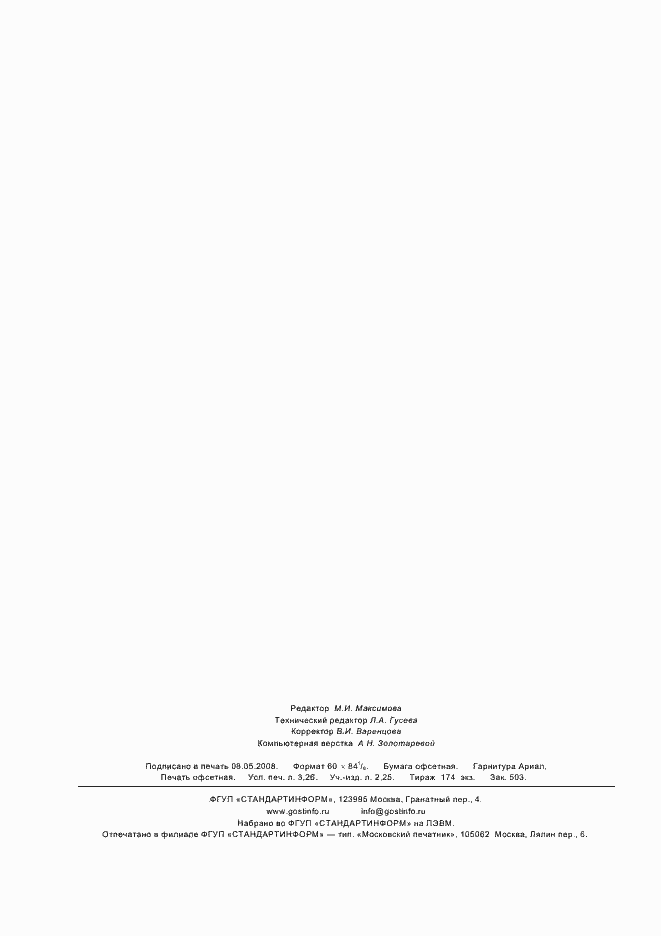 Редактор М.И. Максимова
Технический редактор Л.А. Гусева
Корректор В.И. Варенцова
Компьютерная верстка А Н. Золотаревой
Подписано в печать 08.05.2008. Формат 60 × 84¹/₈. Бумага офсетная. Гарнитура Ариал.
Печать офсетная. Усл. печ. л. 3,26. Уч.-изд. л. 2,25. Тираж 174 экз. Зак. 503.
ФГУП «СТАНДАРТИНФОРМ», 123995 Москва, Гранатный пер., 4.
www.gostinfo.ru info@gostinfo.ru
Набрано во ФГУП «СТАНДАРТИНФОРМ» на ПЭВМ.
Отпечатано в филиале ФГУП «СТАНДАРТИНФОРМ» — тип. «Московский печатник», 105062 Москва, Лялин пер., 6.